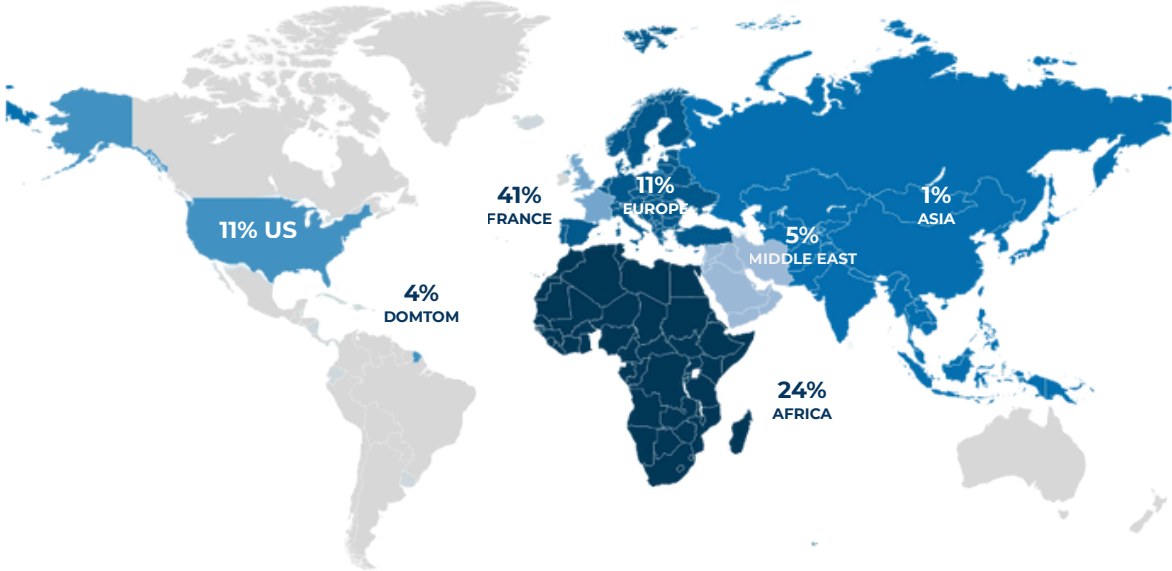 41%
FRANCE
11%
EUROPE
1%
ASIA
11% US
5%
MIDDLE EAST
4%
DOMTOM
24%
AFRICA